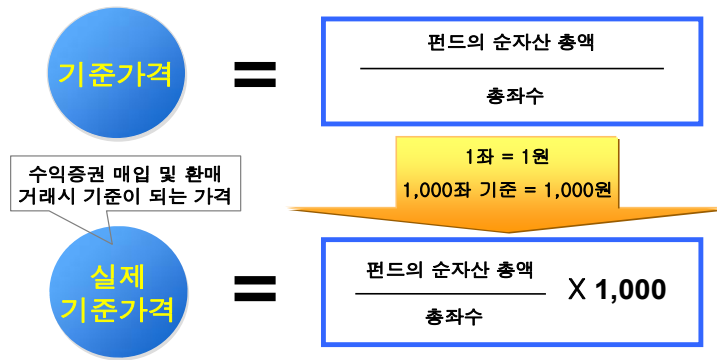 기준가격
=
펀드의 순자산 총액
총좌수
1좌 = 1원
1,000좌 기준 = 1,000원
수익증권 매입 및 환매
거래시 기준이 되는 가격
실제
기준가격
=
펀드의 순자산 총액
총좌수
X 1,000